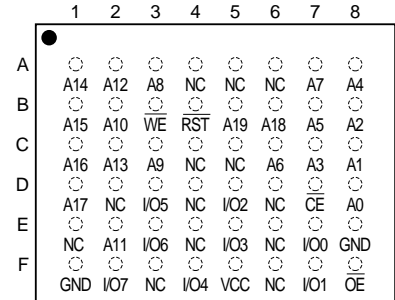 1 2 3 4 5 6 7 8
A
A14 A12 A8 NC NC NC A7 A4
B
A15 A10 WE RST A19 A18 A5 A2
C
A16 A13 A9 NC NC A6 A3 A1
D
A17 NC I/O5 NC I/O2 NC CE A0
E
NC A11 I/O6 NC I/O3 NC I/O0 GND
F
GND I/O7 NC I/O4 VCC NC I/O1 OE